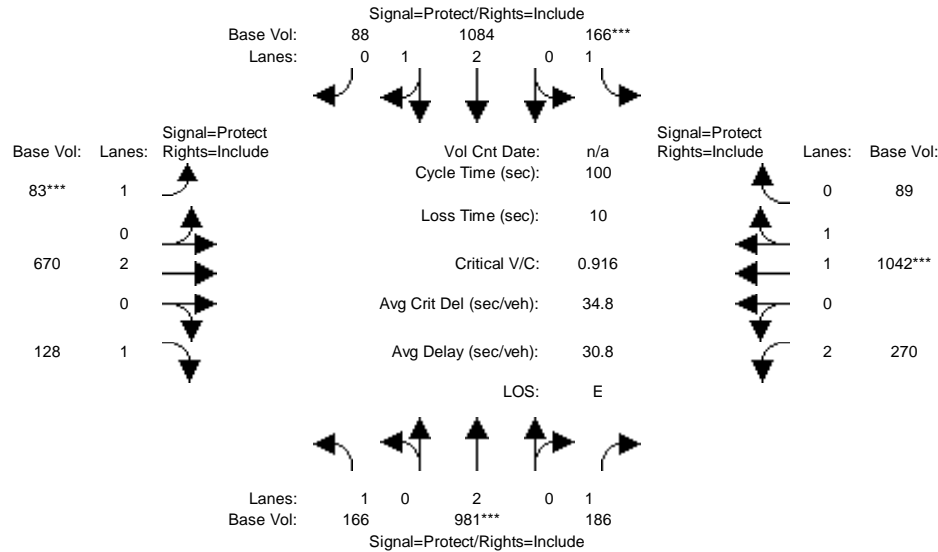 Signal=Protect/Rights=Include
Base Vol: 88 1084 166***
Lanes: 0 1 2 0 1
Signal=Protect
Base Vol: Lanes: Rights=Include
83*** 1
0
670 2
0
128 1
Vol Cnt Date: n/a
Cycle Time (sec): 100
Loss Time (sec): 10
Critical V/C: 0.916
Avg Crit Del (sec/veh): 34.8
Avg Delay (sec/veh): 30.8
LOS: E
Signal=Protect
Rights=Include Lanes: Base Vol:
0 89
1
1 1042***
0
2 270
Lanes: 1 0 2 0 1
Base Vol: 166 981*** 186
Signal=Protect/Rights=Include